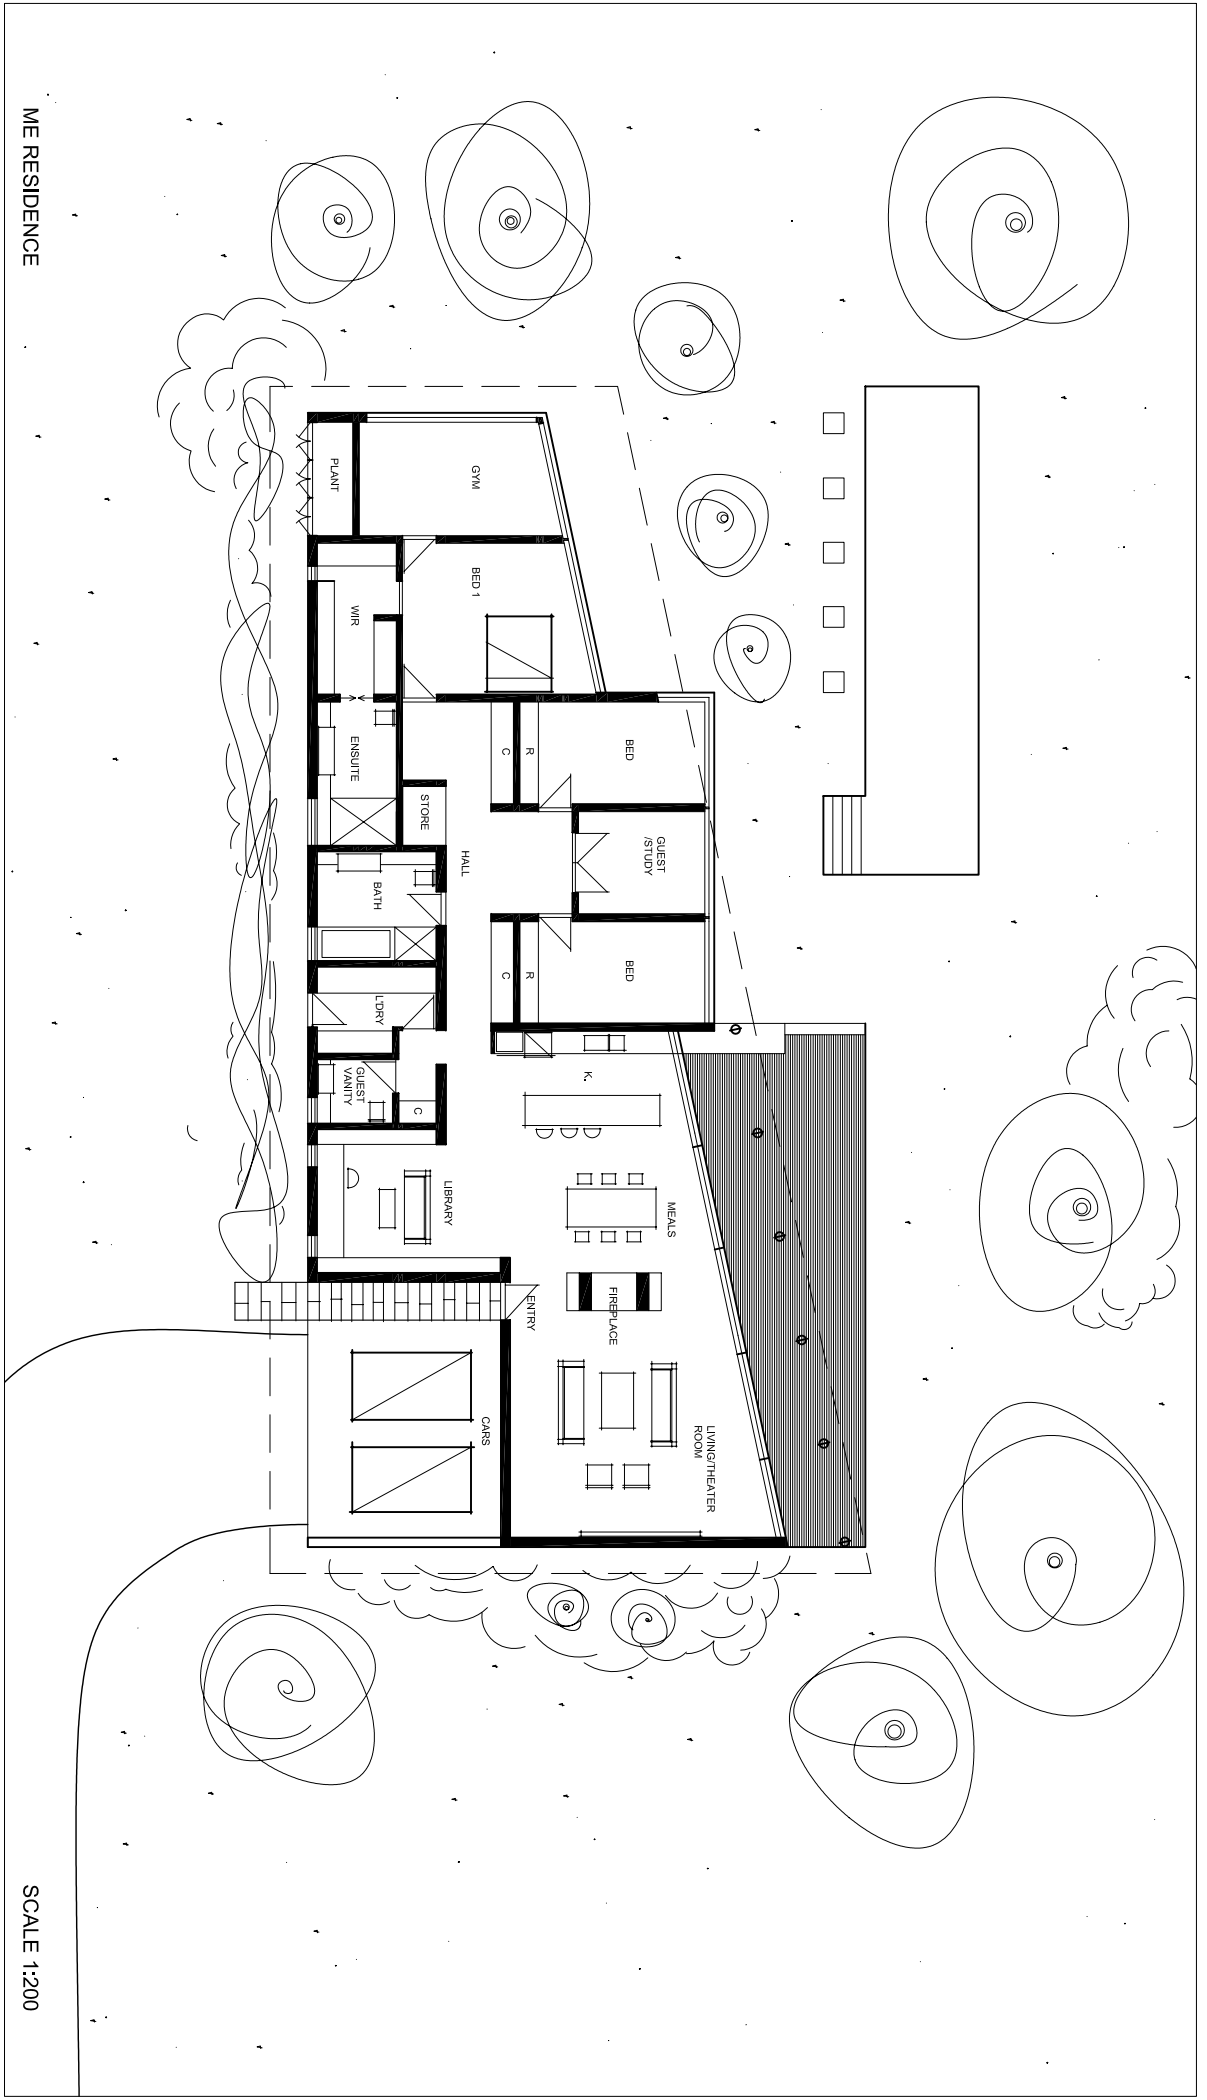 ME RESIDENCE
SCALE 1:200
PLANT
GYM
BED 1
WIR
ENSUITE
STORE
HALL
BATH
L'DRY
GUEST
VANITY
C
C
R
BED
GUEST
/STUDY
C
R
BED
K.
LIBRARY
MEALS
ENTRY
FIREPLACE
LIVING/THEATER
ROOM
CARS